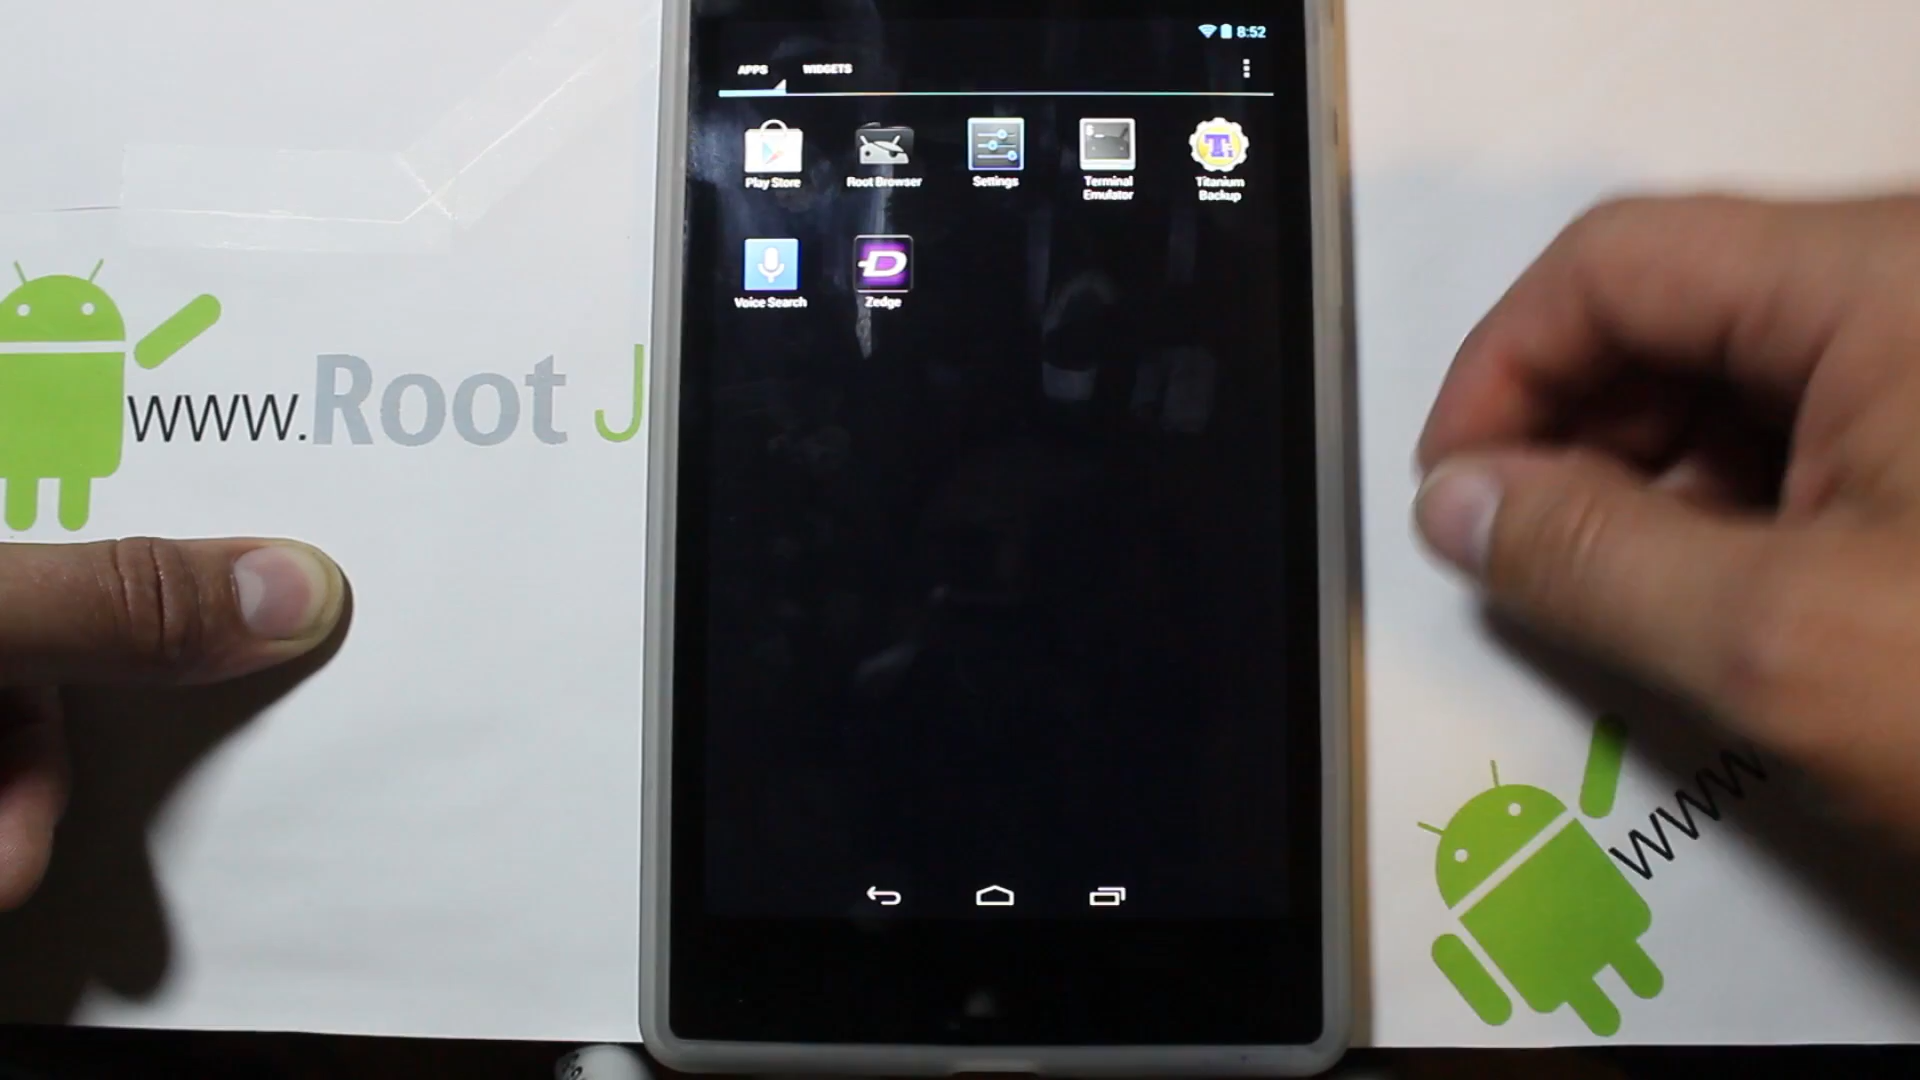 8:52
APPS WIDGETS
Play Store
Root Browser
Settings
Terminal
Emulator
Titanium
Backup
Voice Search
Zedge
www.Root J
www.